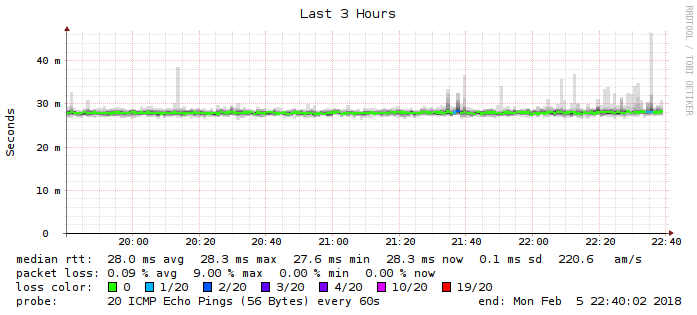 Last 3 Hours
RRDTOOL / TOBI OETIKER
Seconds
40 m
30 m
20 m
10 m
0
20:00 20:20 20:40 21:00 21:20 21:40 22:00 22:20 22:40
median rtt: 28.0 ms avg 28.3 ms max 27.6 ms min 28.3 ms now 0.1 ms sd 220.6 am/s
packet loss: 0.09 % avg 9.00 % max 0.00 % min 0.00 % now
loss color: 0 1/20 2/20 3/20 4/20 10/20 19/20
probe: 20 ICMP Echo Pings (56 Bytes) every 60s end: Mon Feb 5 22:40:02 2018